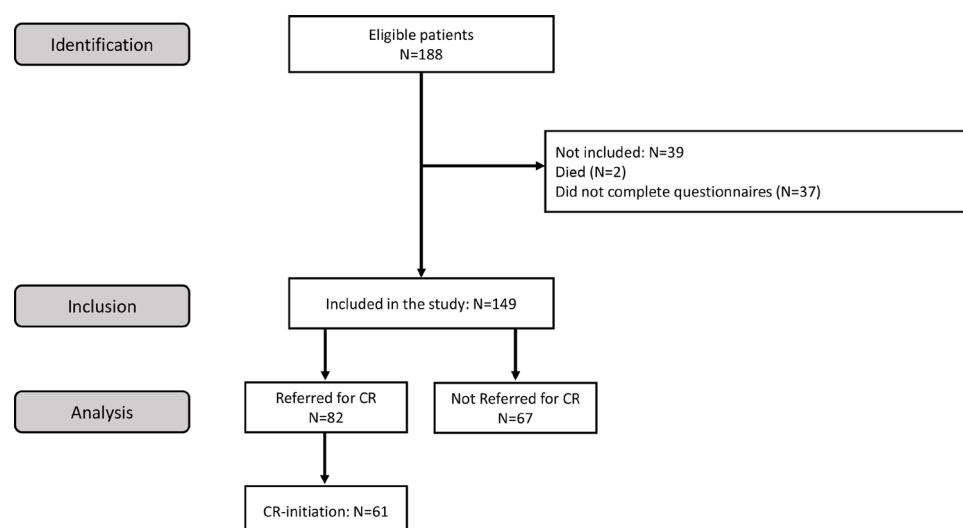 Identification
Eligible patients
N=188
Not included: N=39
Died (N=2)
Did not complete questionnaires (N=37)
Inclusion
Included in the study: N=149
Analysis
Referred for CR
N=82
Not Referred for CR
N=67
CR-initiation: N=61